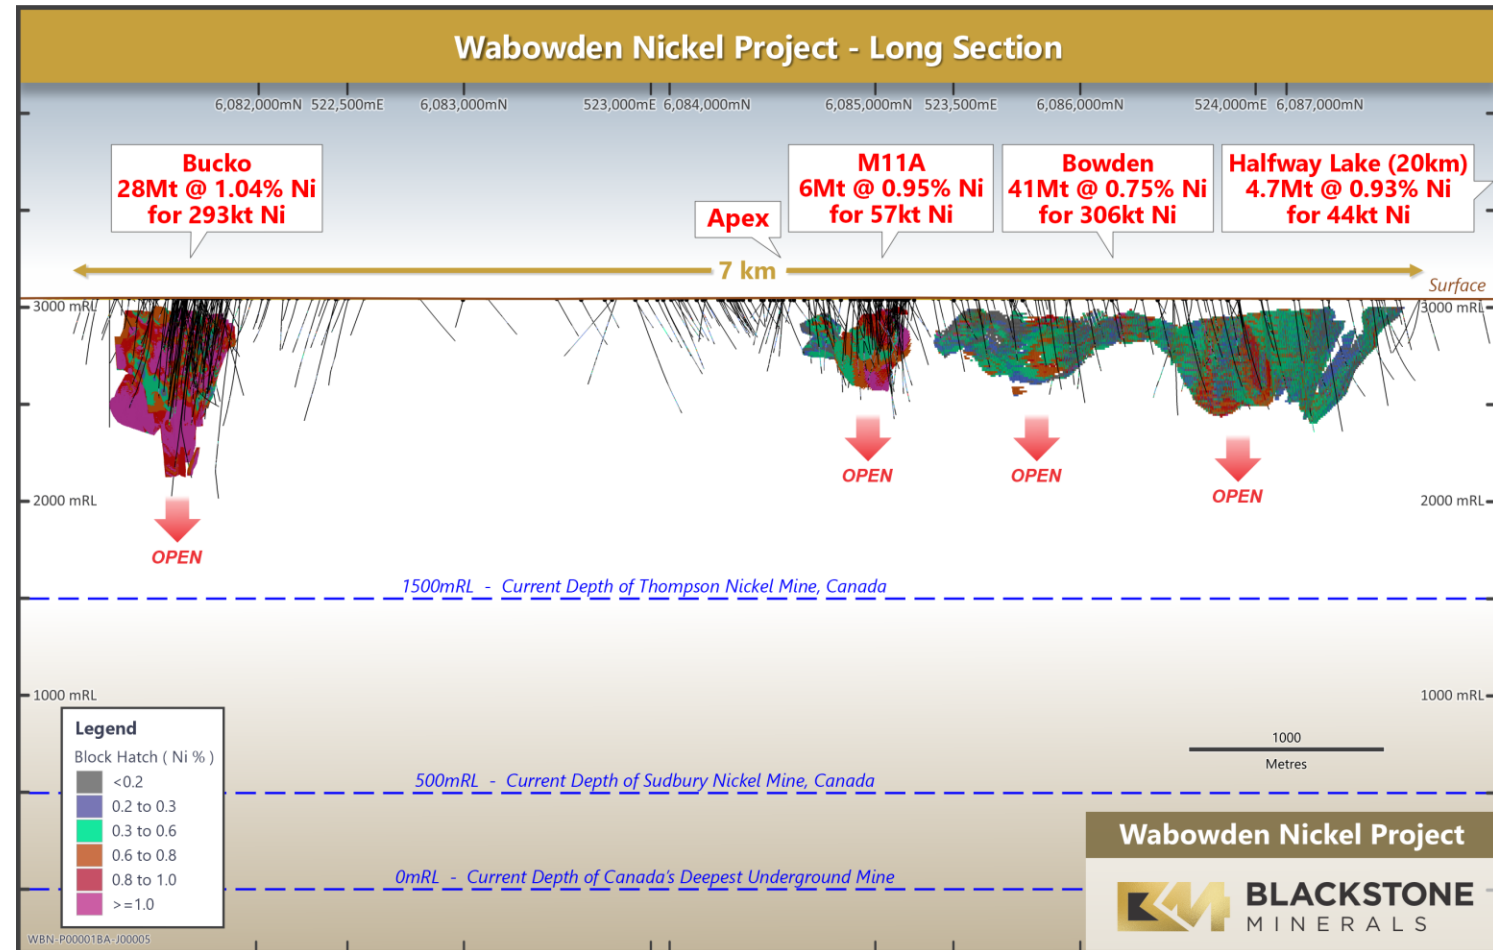 Wabowden Nickel Project - Long Section
6,082,000mN 522,500mE 6,083,000mN 523,000mE 6,084,000mN 6,085,000mN 523,500mE 6,086,000mN 524,000mE 6,087,000mN
Bucko
28Mt @ 1.04% Ni
for 293kt Ni
Apex
M11A
6Mt @ 0.95% Ni
for 57kt Ni
Bowden
41Mt @ 0.75% Ni
for 306kt Ni
Halfway Lake (20km)
4.7Mt @ 0.93% Ni
for 44kt Ni
7 km
Surface
3000 mRL 3000 mRL
OPEN
OPEN
OPEN
2000 mRL 2000 mRL
OPEN
1500mRL - Current Depth of Thompson Nickel Mine, Canada
1000 mRL 1000 mRL
Legend
Block Hatch ( Ni % )
<0.2
0.2 to 0.3
0.3 to 0.6
0.6 to 0.8
0.8 to 1.0
>=1.0
1000
Metres
500mRL - Current Depth of Sudbury Nickel Mine, Canada
0mRL - Current Depth of Canada's Deepest Underground Mine
Wabowden Nickel Project
BLACKSTONE
MINERALS
WBN-P00001BA-J00005